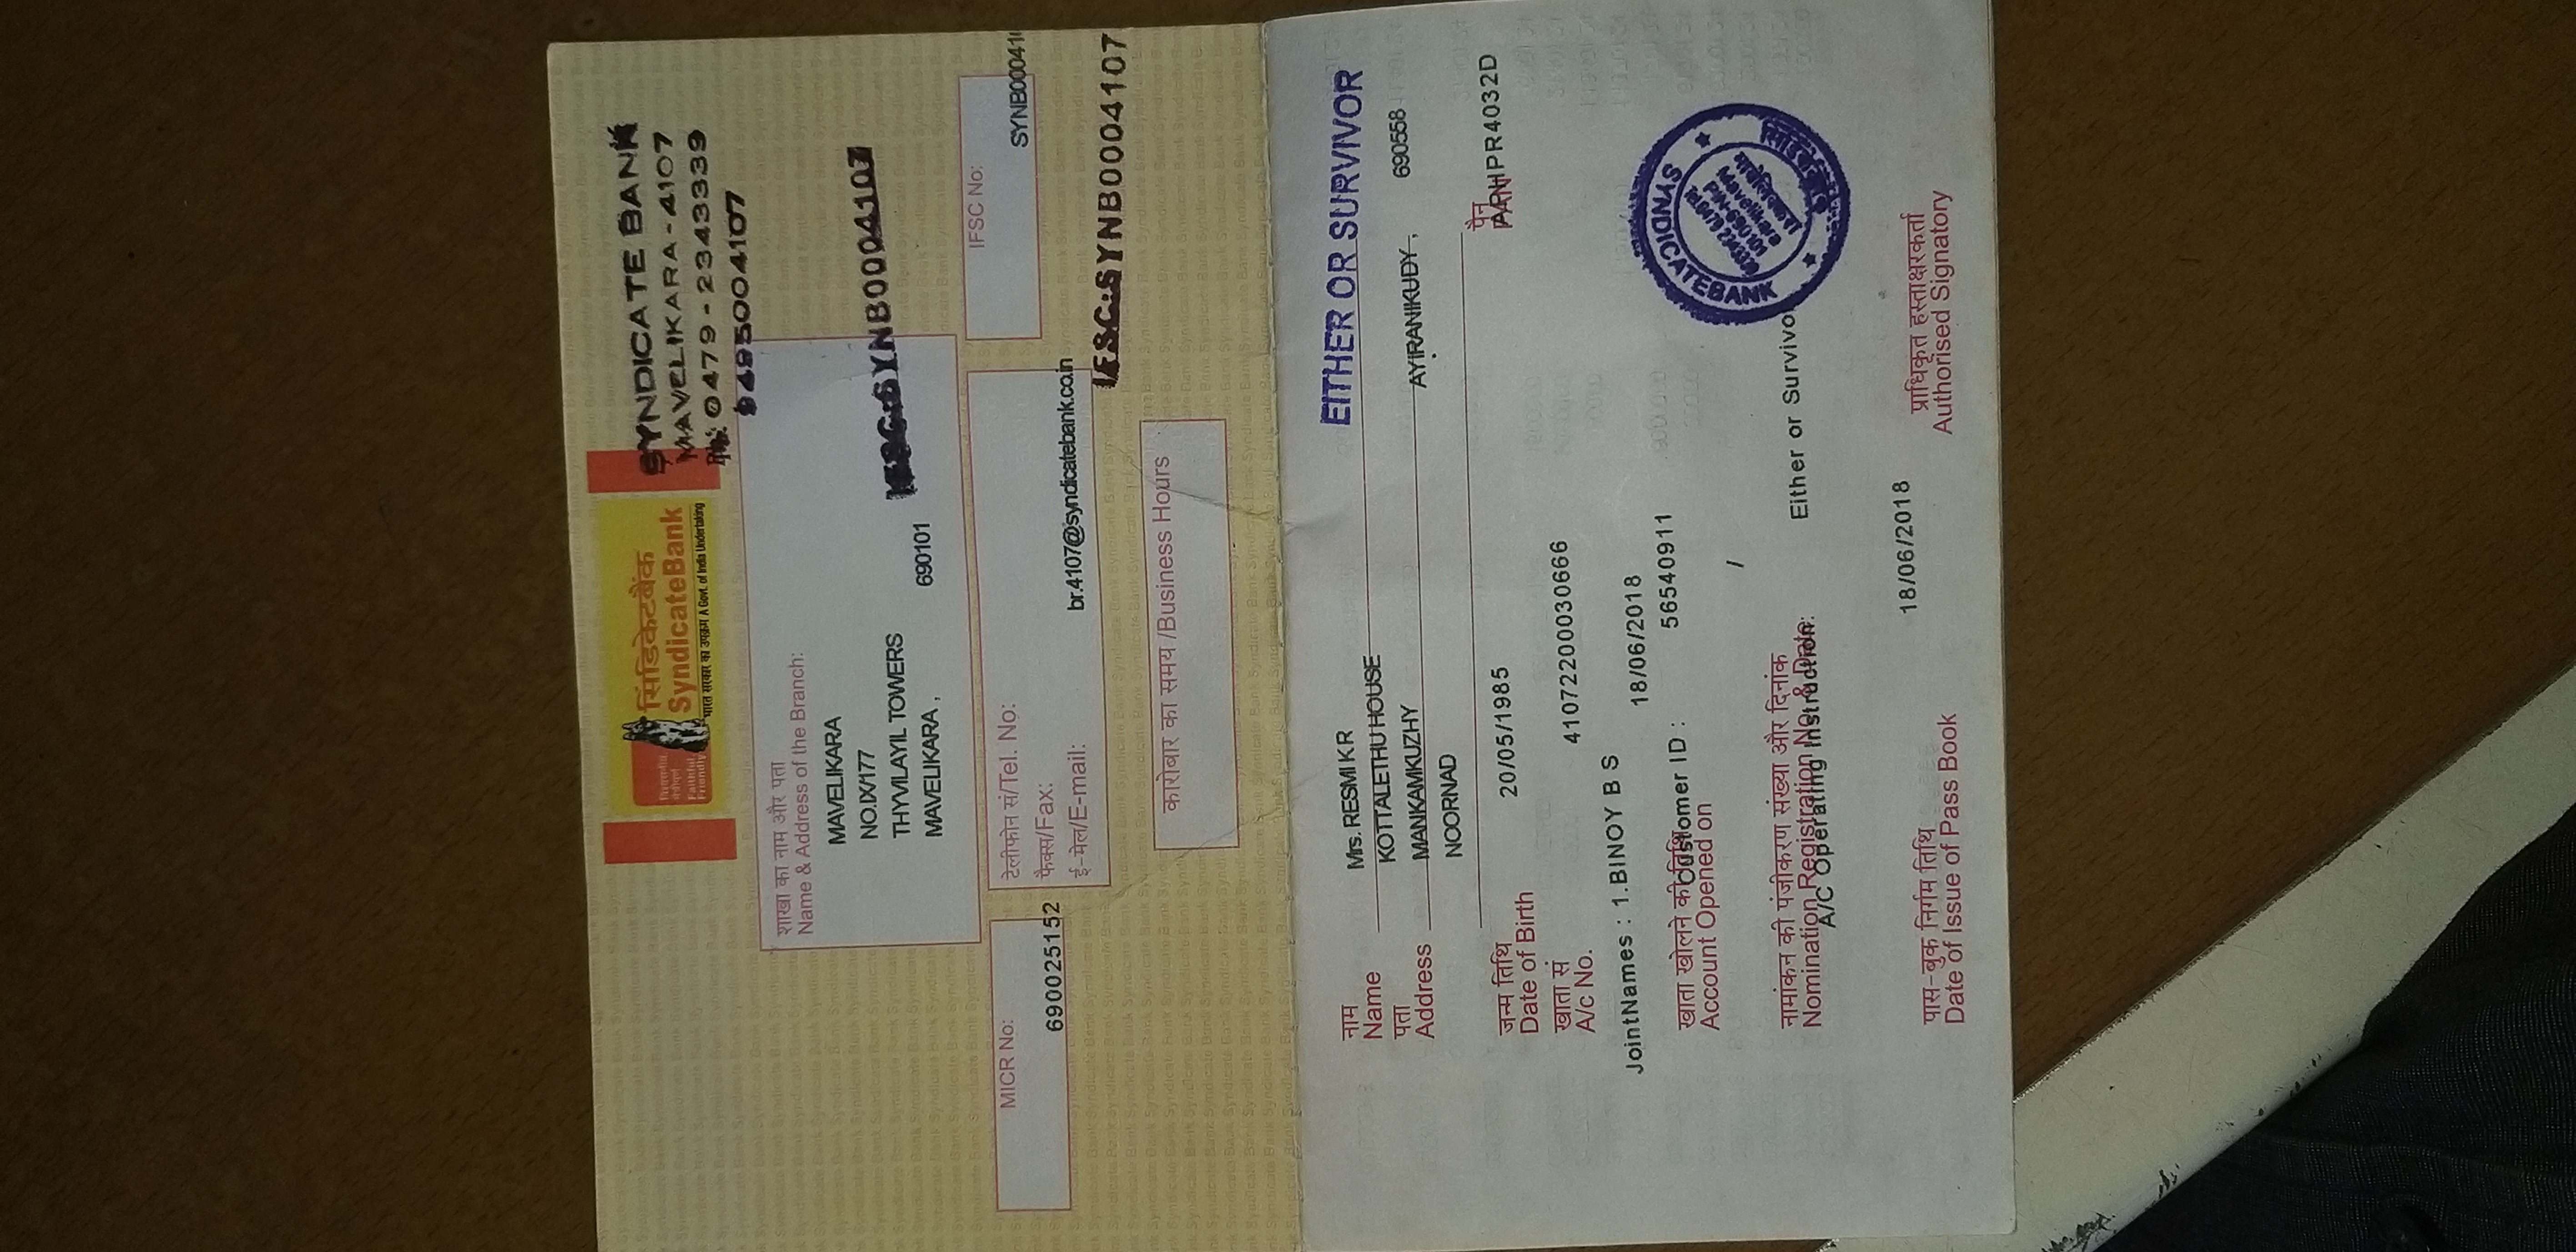 विश्वसनीय, मैत्रीपूर्ण
Faithful Friendly
सिंडिकेटबैंक
SyndicateBank
भारत सरकार का उपक्रम A Govt. of India Undertaking
SYNDICATE BANK
MAVELIKARA - 4107
Ph: 0479 - 2343339
9495004107
शाखा का नाम और पता
Name & Address of the Branch:
MAVELIKARA
NO.IX/177
THYVILAYIL TOWERS
MAVELIKARA , 690101
IFSC:SYNB0004107
MICR No:
690025152
टेलीफोन सं/Tel. No:
फैक्स/Fax:
ई-मेल/E-mail: br.4107@syndicatebank.co.in
IFSC No:
SYNB000410
IFSC:SYNB0004107
कारोबार का समय /Business Hours
EITHER OR SURVIVOR
नाम
Name Mrs. RESMI K R
पता KOTTALETHU HOUSE
Address MANKAMKUZHY AYIRANIKUDY , 690558
NOORNAD
जन्म तिथि
Date of Birth 20/05/1985
पैन
PAN PHPR4032D
खाता सं
A/c No. 41072200030666
JointNames : 1.BINOY B S
18/06/2018
खाता खोलने की तिथि
Customer ID : 56540911
Account Opened on
/
नामांकन की पंजीकरण संख्या और दिनांक
Nomination Registration No. & Date
A/C Operating Instruction: Either or Survivo
SYNDICATEBANK
Mavelikara
PIN-690101
18/06/2018
पास-बुक निर्गम तिथि
Date of Issue of Pass Book
प्राधिकृत हस्ताक्षरकर्ता
Authorised Signatory